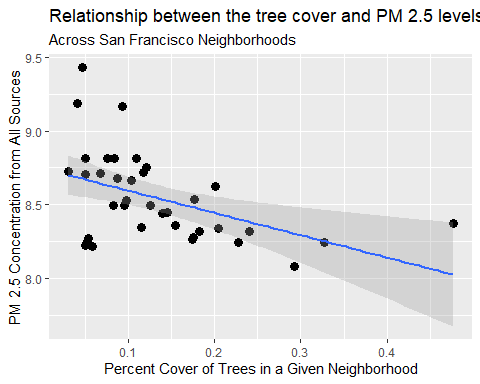 Relationship between the tree cover and PM 2.5 levels
Across San Francisco Neighborhoods
9.5
9.0
8.5
8.0
PM 2.5 Concentration from All Sources
0.1 0.2 0.3 0.4
Percent Cover of Trees in a Given Neighborhood